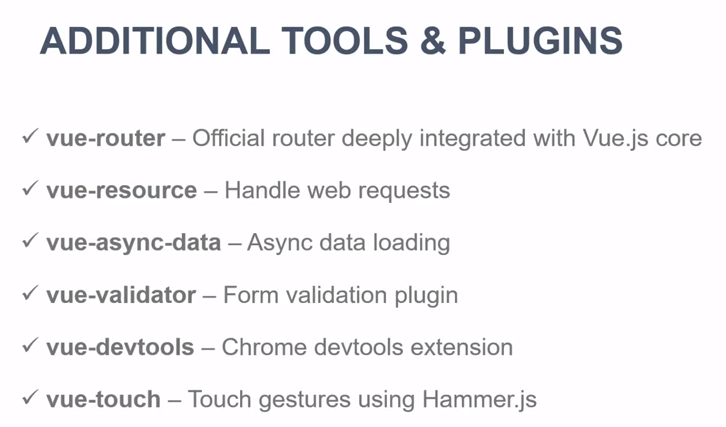 ADDITIONAL TOOLS & PLUGINS
✓ vue-router – Official router deeply integrated with Vue.js core
✓ vue-resource – Handle web requests
✓ vue-async-data – Async data loading
✓ vue-validator – Form validation plugin
✓ vue-devtools – Chrome devtools extension
✓ vue-touch – Touch gestures using Hammer.js